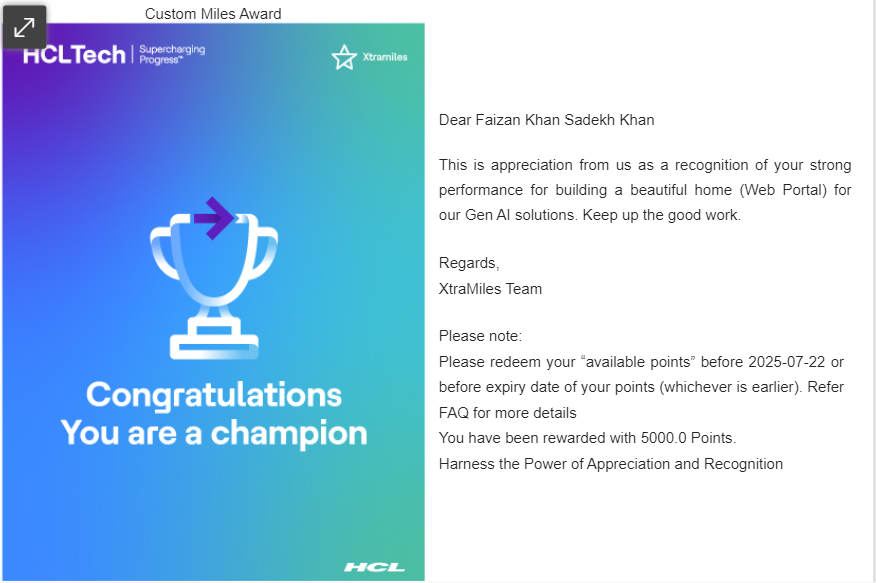 Custom Miles Award
HCLTech | Supercharging
Progress™
Xtramiles
Congratulations
You are a champion
HCL
Dear Faizan Khan Sadekh Khan
This is appreciation from us as a recognition of your strong
performance for building a beautiful home (Web Portal) for
our Gen AI solutions. Keep up the good work.
Regards,
XtraMiles Team
Please note:
Please redeem your “available points” before 2025-07-22 or
before expiry date of your points (whichever is earlier). Refer
FAQ for more details
You have been rewarded with 5000.0 Points.
Harness the Power of Appreciation and Recognition